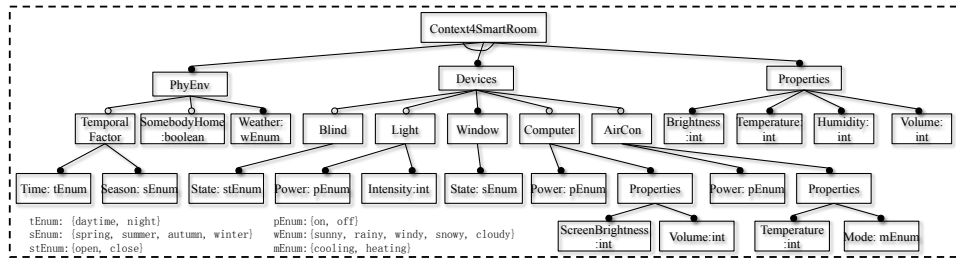 Context4SmartRoom
PhyEnv
Devices
Properties
Temporal
Factor
SomebodyHome
:boolean
Weather:
wEnum
Blind
Light
Window
Computer
AirCon
Brightness:
int
Temperature:
int
Humidity:
int
Volume:
int
Time: tEnum
Season: sEnum
State: stEnum
Power: pEnum
Intensity:int
State: sEnum
Power: pEnum
Properties
Power: pEnum
Properties
ScreenBrightness
:int
Volume:int
Temperature
:int
Mode: mEnum
tEnum: {daytime, night}
sEnum: {spring, summer, autumn, winter}
stEnum:{open, close}
pEnum:{on, off}
wEnum:{sunny, rainy, windy, snowy, cloudy}
mEnum:{cooling, heating}